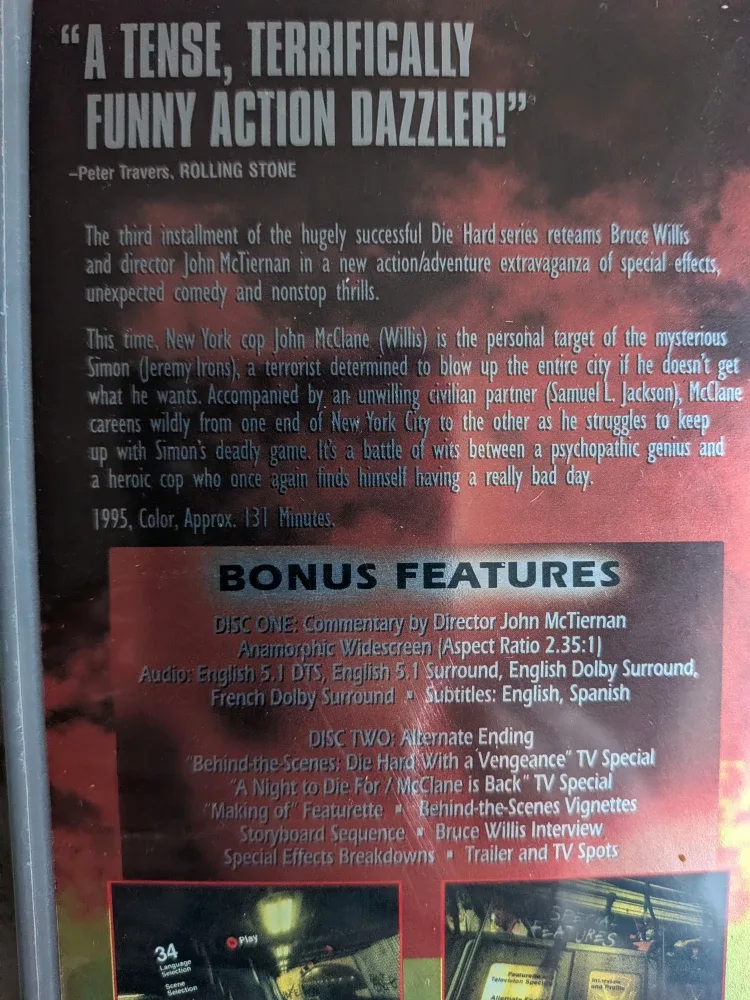 “A TENSE, TERRIFICALLY
FUNNY ACTION DAZZLER!”
–Peter Travers, ROLLING STONE
The third installment of the hugely successful Die Hard series reteams Bruce Willis
and director John McTiernan in a new action/adventure extravaganza of special effects,
unexpected comedy and nonstop thrills.
This time, New York cop John McClane (Willis) is the personal target of the mysterious
Simon (Jeremy Irons), a terrorist determined to blow up the entire city if he doesn't get
what he wants. Accompanied by an unwilling civilian partner (Samuel L. Jackson), McClane
careens wildly from one end of New York City to the other as he struggles to keep
up with Simon's deadly game. It's a battle of wits between a psychopathic genius and
a heroic cop who once again finds himself having a really bad day.
1995, Color, Approx. 131 Minutes.
BONUS FEATURES
DISC ONE: Commentary by Director John McTiernan
Anamorphic Widescreen (Aspect Ratio 2.35:1)
Audio: English 5.1 DTS, English 5.1 Surround, English Dolby Surround,
French Dolby Surround ▪ Subtitles: English, Spanish
DISC TWO: Alternate Ending
"Behind-the-Scenes: Die Hard With a Vengeance" TV Special
"A Night to Die For / McClane is Back" TV Special
"Making of" Featurette ▪ Behind-the-Scenes Vignettes
Storyboard Sequence ▪ Bruce Willis Interview
Special Effects Breakdowns ▪ Trailer and TV Spots
34
Play
Language
Selection
Scene
Selection
SPECIAL
FEATURES
Featurette
Television Specials
Interview
and Profile
Alternate